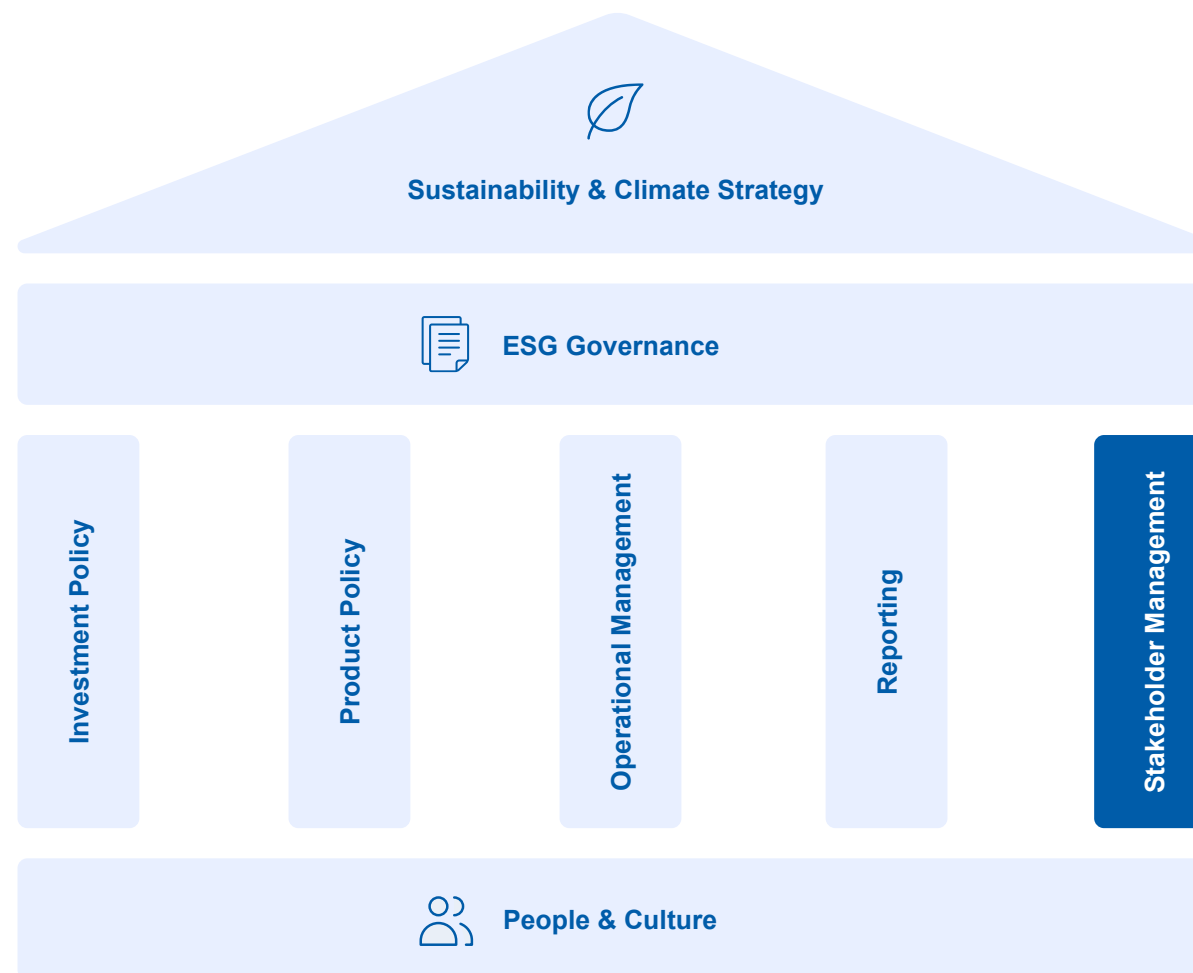 Sustainability & Climate Strategy
ESG Governance
Investment Policy
Product Policy
Operational Management
Reporting
Stakeholder Management
People & Culture